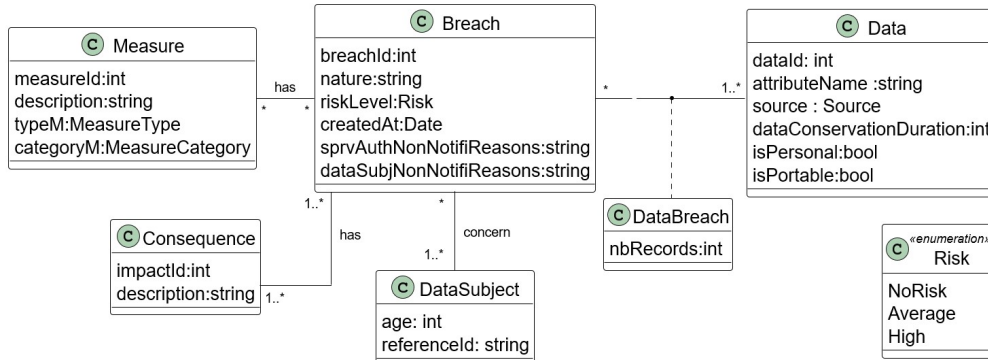 C Measure
measureId:int
description:string
typeM:MeasureType
categoryM:MeasureCategory
has
*
*
C Breach
breachId:int
nature:string
riskLevel:Risk
createdAt:Date
sprvAuthNonNotifiReasons:string
dataSubjNonNotifiReasons:string
*
1..*
C Data
dataId: int
attributeName :string
source : Source
dataConservationDuration:int
isPersonal:bool
isPortable:bool
1..*
has
1..*
*
concern
1..*
C Consequence
impactId:int
description:string
C DataSubject
age: int
referenceId: string
C DataBreach
nbRecords:int
C «enumeration»
Risk
NoRisk
Average
High